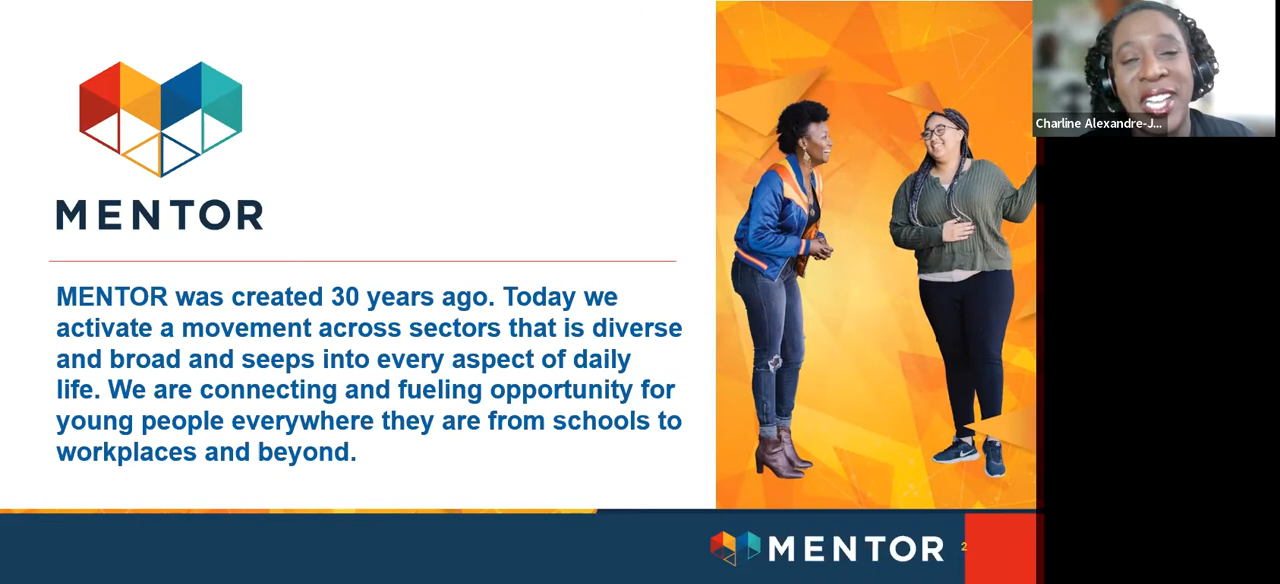 MENTOR
MENTOR was created 30 years ago. Today we
activate a movement across sectors that is diverse
and broad and seeps into every aspect of daily
life. We are connecting and fueling opportunity for
young people everywhere they are from schools to
workplaces and beyond.
Charline Alexandre-J...
MENTOR
2